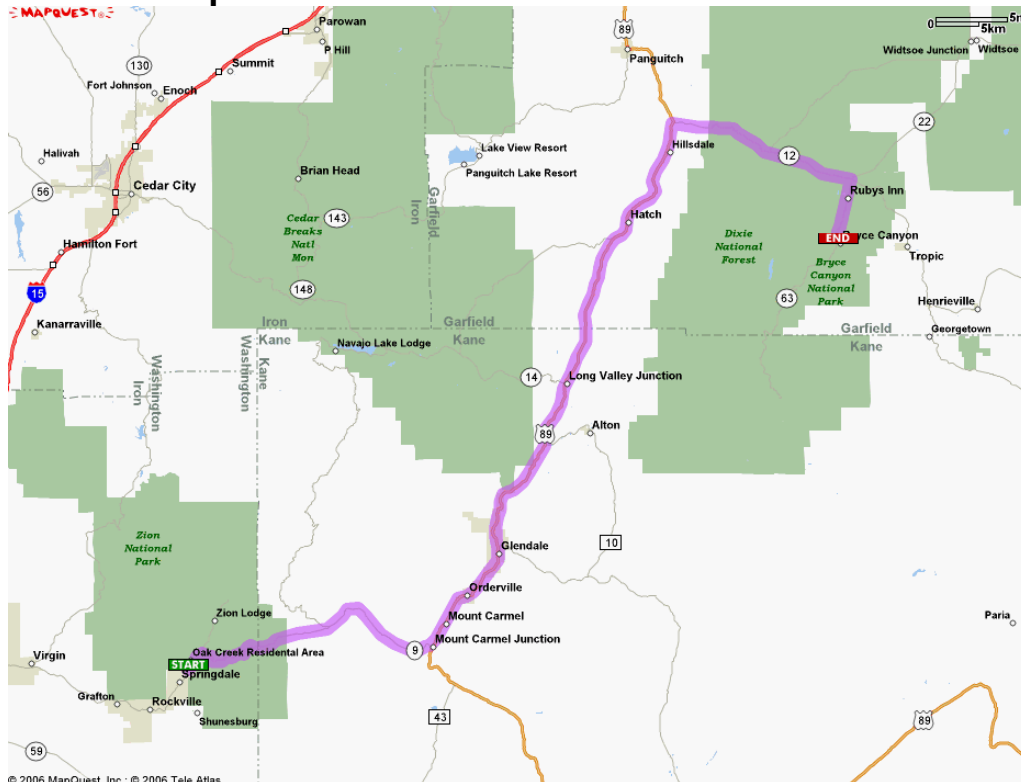 MAPQUEST
Parowan
P Hill
130
Summit
Fort Johnson
Enoch
Halivah
56
Cedar City
Hamilton Fort
15
Kanarraville
Brian Head
Cedar
Breaks
Natl
Mon
143
148
Iron
Garfield
Lake View Resort
Panguitch Lake Resort
89
Panguitch
0
5km
Widtsoe Junction
Widtsoe
22
Hillsdale
12
Rubys Inn
Hatch
Dixie
National
Forest
END
Bryce Canyon
Bryce
Canyon
National
Park
Tropic
63
Henrieville
Georgetown
Garfield
Kane
Iron
Kane
Garfield
Kane
Washington
Kane
Washington
Iron
Navajo Lake Lodge
14
Long Valley Junction
89
Alton
10
Glendale
Orderville
Mount Carmel
Mount Carmel Junction
9
43
Zion
National
Park
Zion Lodge
Oak Creek Residental Area
START
Springdale
Virgin
Grafton
Rockville
Shunesburg
59
Paria
89
© 2006 MapQuest, Inc.; © 2006 Tele Atlas